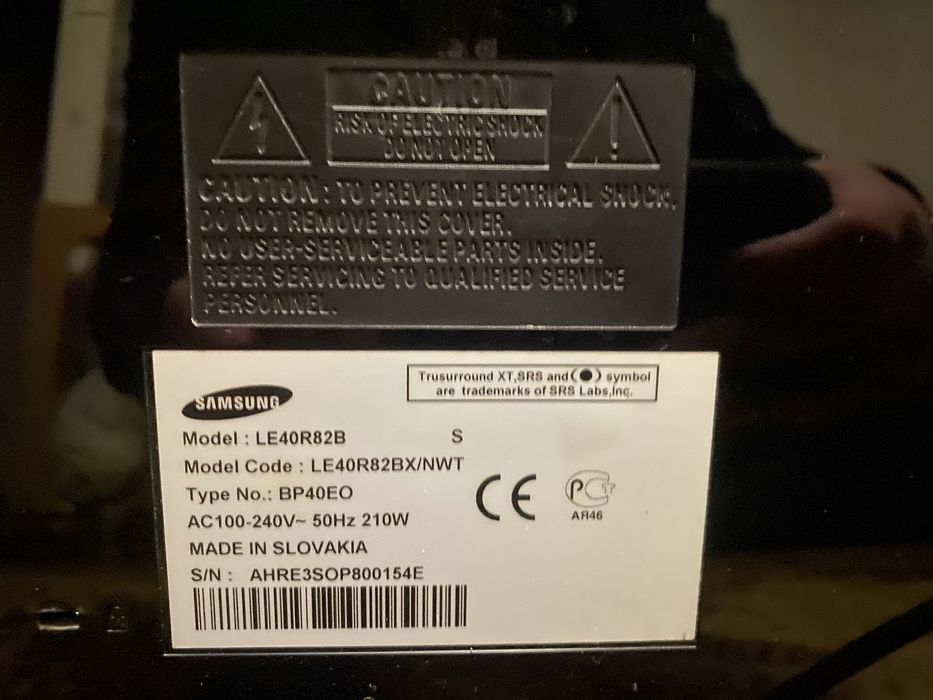 CAUTION
RISK OF ELECTRIC SHOCK
DO NOT OPEN
CAUTION: TO PREVENT ELECTRICAL SHOCK,
DO NOT REMOVE THIS COVER.
NO USER-SERVICEABLE PARTS INSIDE.
REFER SERVICING TO QUALIFIED SERVICE
PERSONNEL.
Trusurround XT,SRS and (●) symbol
are trademarks of SRS Labs,Inc.
SAMSUNG
Model : LE40R82B S
Model Code : LE40R82BX/NWT
Type No.: BP40EO
AC100-240V~ 50Hz 210W
MADE IN SLOVAKIA
S/N : AHRE3SOP800154E
CE
РСТ
АЯ46